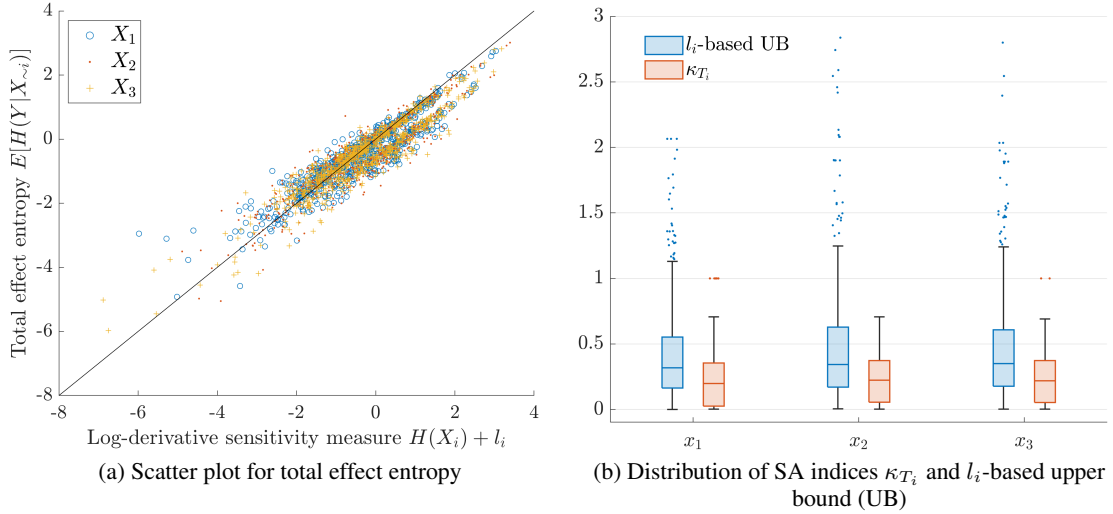 4
2
0
-2
-4
-6
-8
-8
-6
-4
-2
0
2
4
X₁
X₂
X₃
Total effect entropy E[H(Y|X∼i)]
Log-derivative sensitivity measure H(Xᵢ) + lᵢ
(a) Scatter plot for total effect entropy
3
2.5
2
1.5
1
0.5
0
lᵢ-based UB
κ_Tᵢ
x₁
x₂
x₃
(b) Distribution of SA indices κ_Tᵢ and lᵢ-based upper
bound (UB)